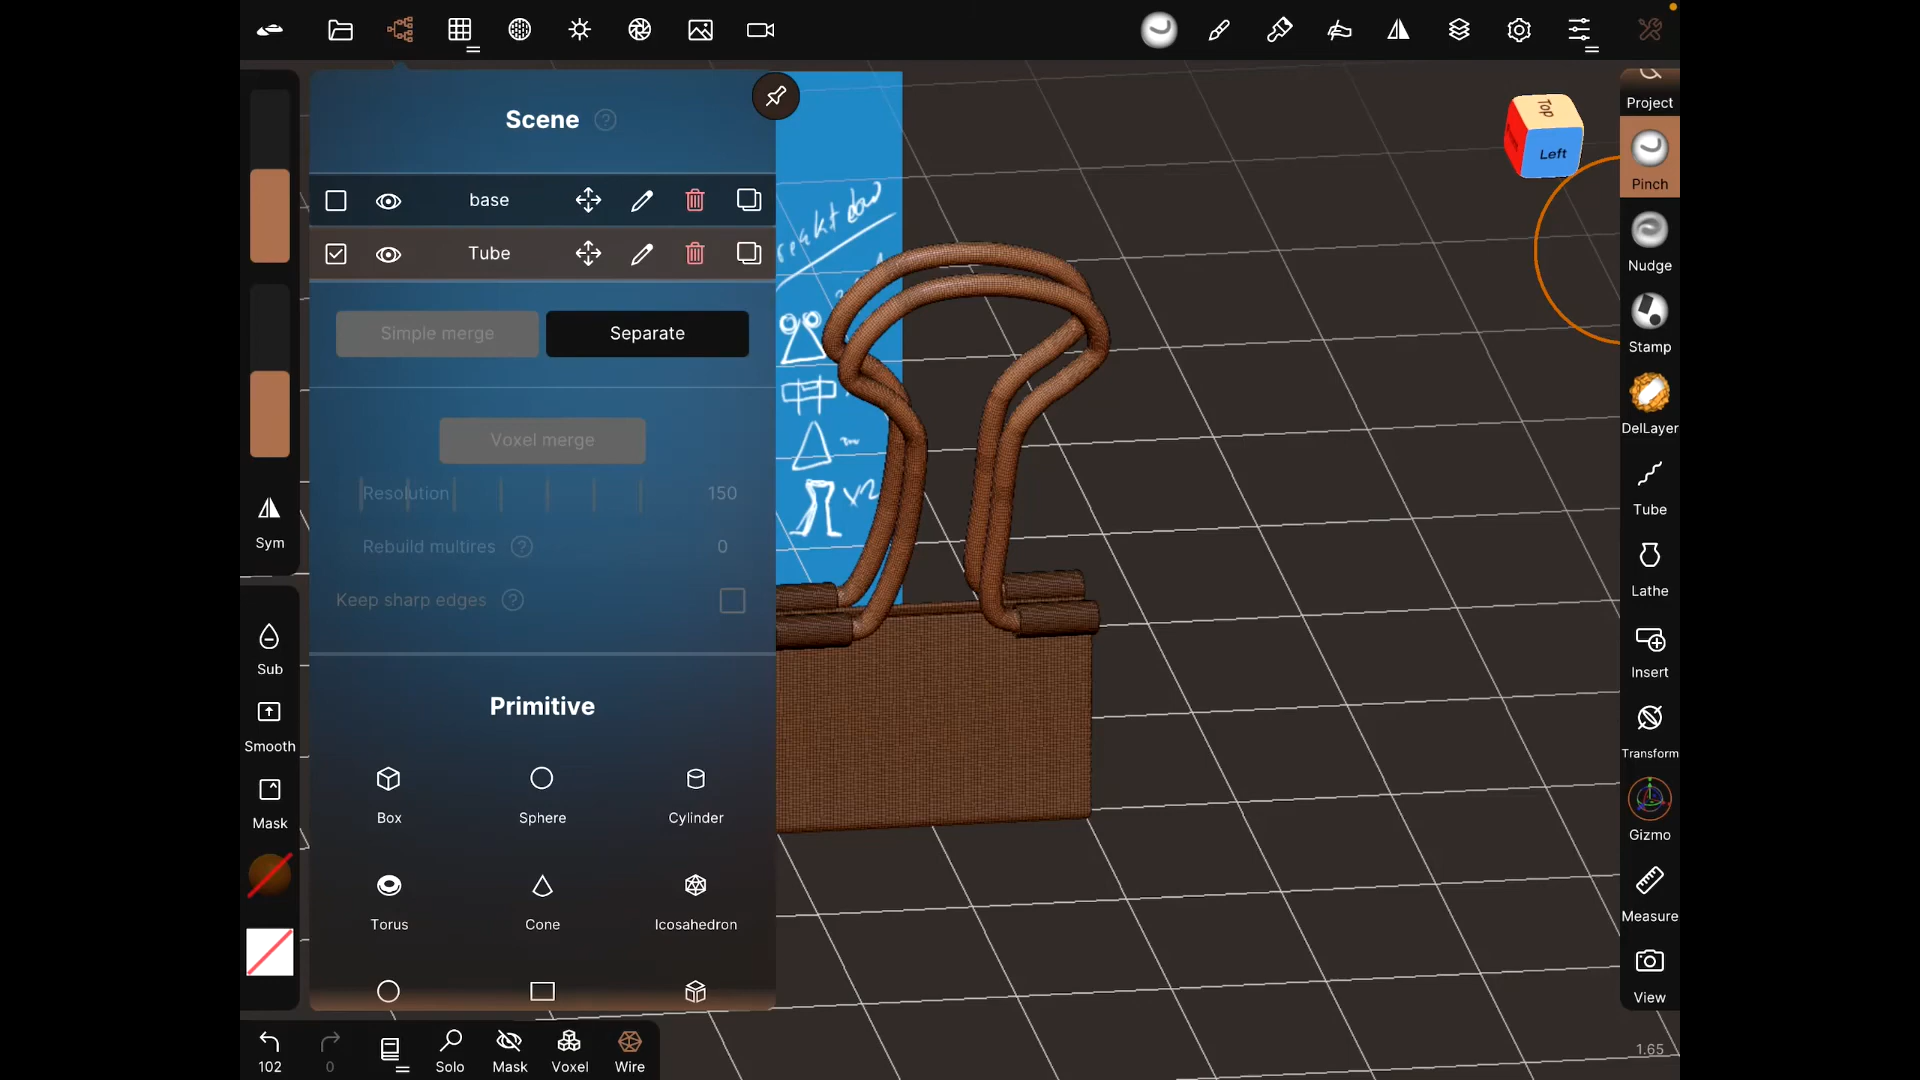 Scene
base
Tube
Simple merge
Separate
Voxel merge
Resolution 150
Rebuild multires 0
Keep sharp edges
Primitive
Box
Sphere
Cylinder
Torus
Cone
Icosahedron
Sym
Sub
Smooth
Mask
102
0
Solo
Mask
Voxel
Wire
Top
Left
x2
Project
Pinch
Nudge
Stamp
DelLayer
Tube
Lathe
Insert
Transform
Gizmo
Measure
View
1.65